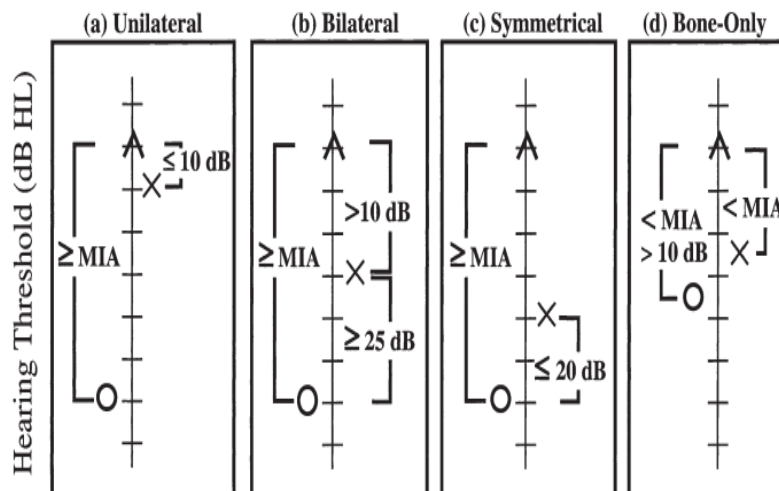 (a) Unilateral
(b) Bilateral
(c) Symmetrical
(d) Bone-Only
Hearing Threshold (dB HL)
≤ 10 dB
≥ MIA
>10 dB
≥ MIA
≥ 25 dB
≥ MIA
≤ 20 dB
< MIA
< MIA
> 10 dB